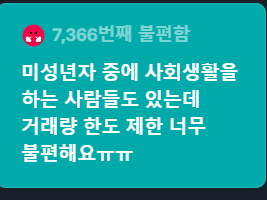 7,366번째 불편함
미성년자 중에 사회생활을
하는 사람들도 있는데
거래량 한도 제한 너무
불편해요ㅠㅠ